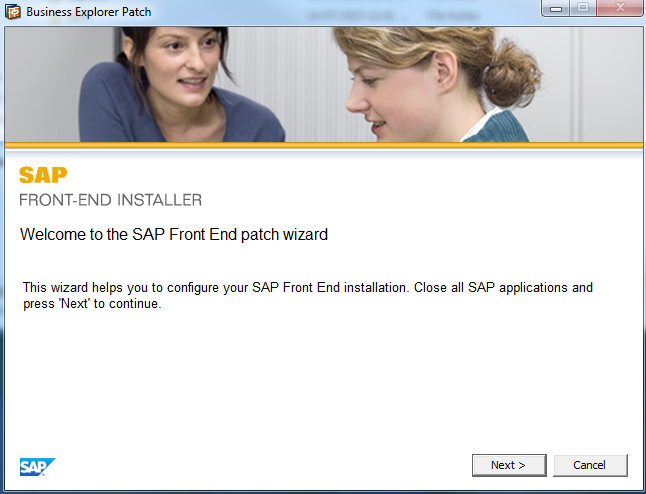 Business Explorer Patch
SAP
FRONT-END INSTALLER
Welcome to the SAP Front End patch wizard
This wizard helps you to configure your SAP Front End installation. Close all SAP applications and
press 'Next' to continue.
SAP
Next >
Cancel